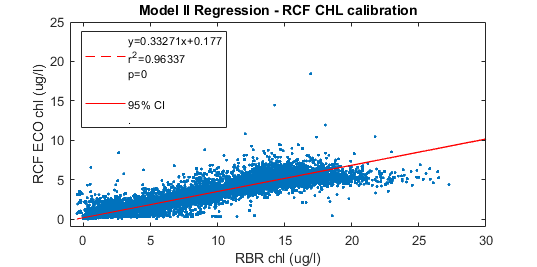 Model II Regression - RCF CHL calibration
y=0.33271x+0.177
r²=0.96337
p=0
95% CI
.
RCF ECO chl (ug/l)
25
20
15
10
5
0
0
5
10
15
20
25
30
RBR chl (ug/l)